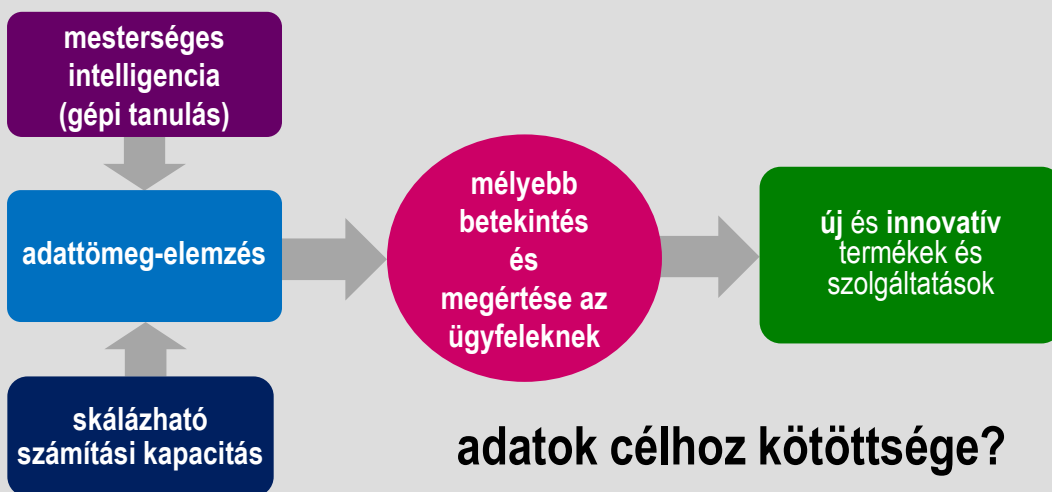 mesterséges
intelligencia
(gépi tanulás)
adattömeg-elemzés
skálázható
számítási kapacitás
mélyebb
betekintés
és
megértése az
ügyfeleknek
új és innovatív
termékek és
szolgáltatások
adatok célhoz kötöttsége?